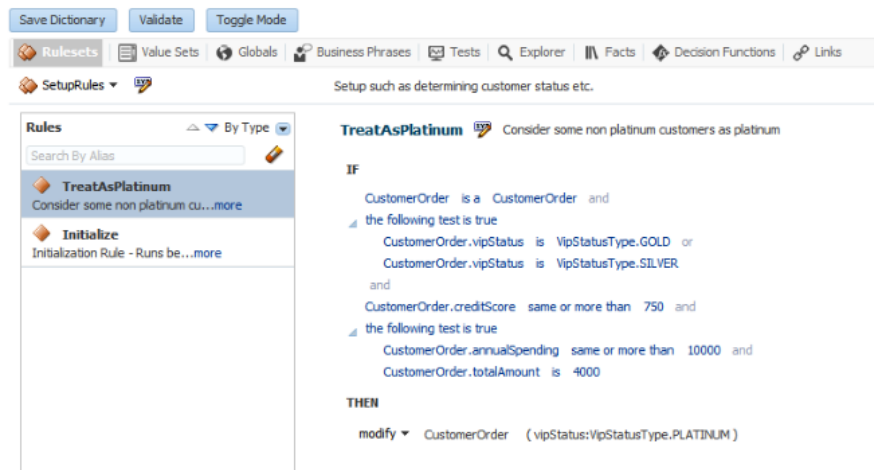 Save Dictionary Validate Toggle Mode
Rulesets Value Sets Globals Business Phrases Tests Explorer Facts Decision Functions Links
SetupRules Setup such as determining customer status etc.
Rules By Type
Search By Alias
TreatAsPlatinum
Consider some non platinum cu...more
Initialize
Initialization Rule - Runs be...more
TreatAsPlatinum Consider some non platinum customers as platinum
IF
CustomerOrder is a CustomerOrder and
the following test is true
CustomerOrder.vipStatus is VipStatusType.GOLD or
CustomerOrder.vipStatus is VipStatusType.SILVER
and
CustomerOrder.creditScore same or more than 750 and
the following test is true
CustomerOrder.annualSpending same or more than 10000 and
CustomerOrder.totalAmount is 4000
THEN
modify CustomerOrder ( vipStatus:VipStatusType.PLATINUM )